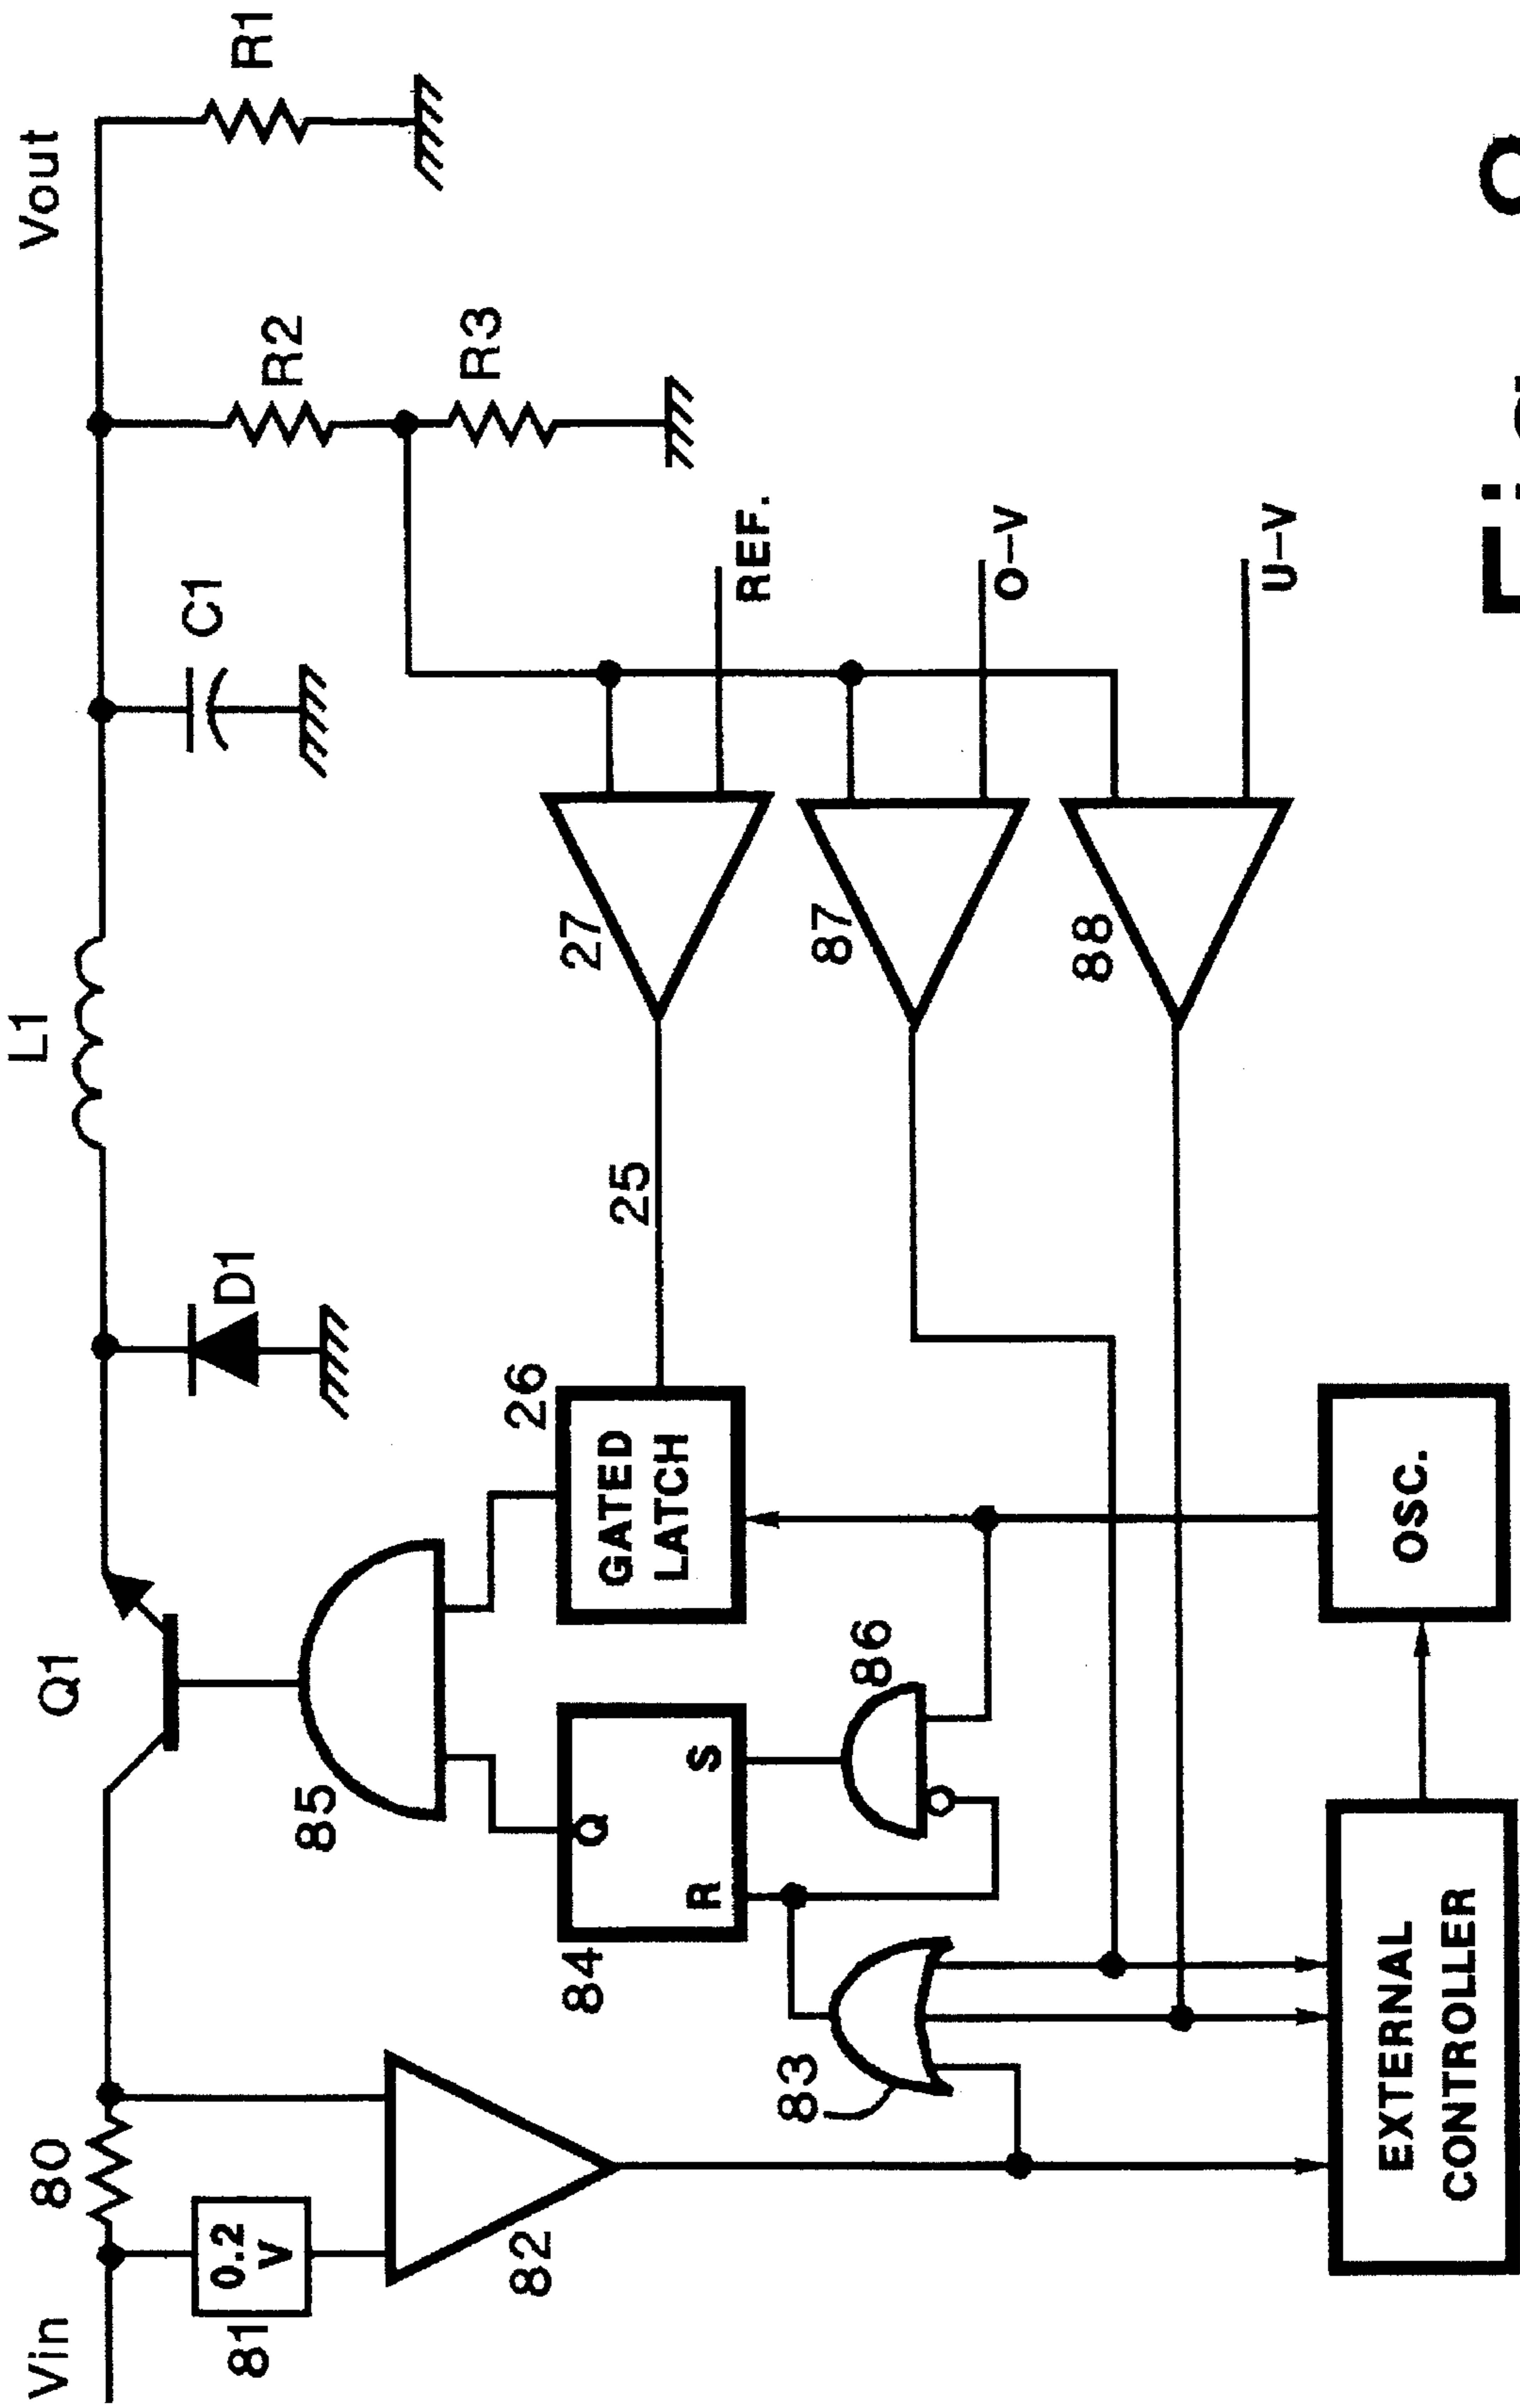 Vin
80
Q1
L1
Vout
0.2
V
81
82
85
D1
C1
R2
R1
84
Q
R
S
26
GATED
LATCH
25
27
R3
REF.
83
86
87
O-V
88
U-V
EXTERNAL
CONTROLLER
OSC.